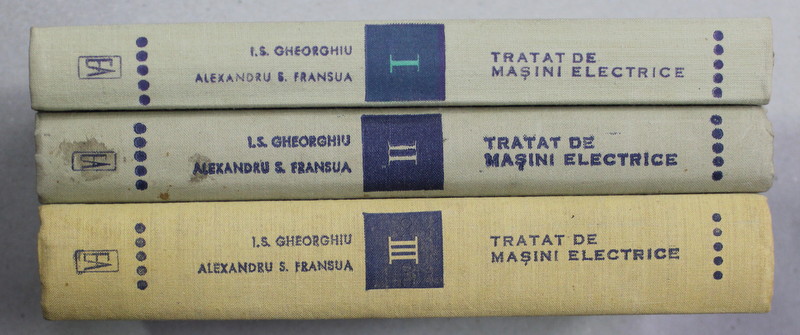 I.S. GHEORGHIU
ALEXANDRU S. FRANSUA
I
TRATAT DE
MAȘINI ELECTRICE
I.S. GHEORGHIU
ALEXANDRU S. FRANSUA
II
TRATAT DE
MAȘINI ELECTRICE
I.S. GHEORGHIU
ALEXANDRU S. FRANSUA
III
TRATAT DE
MAȘINI ELECTRICE